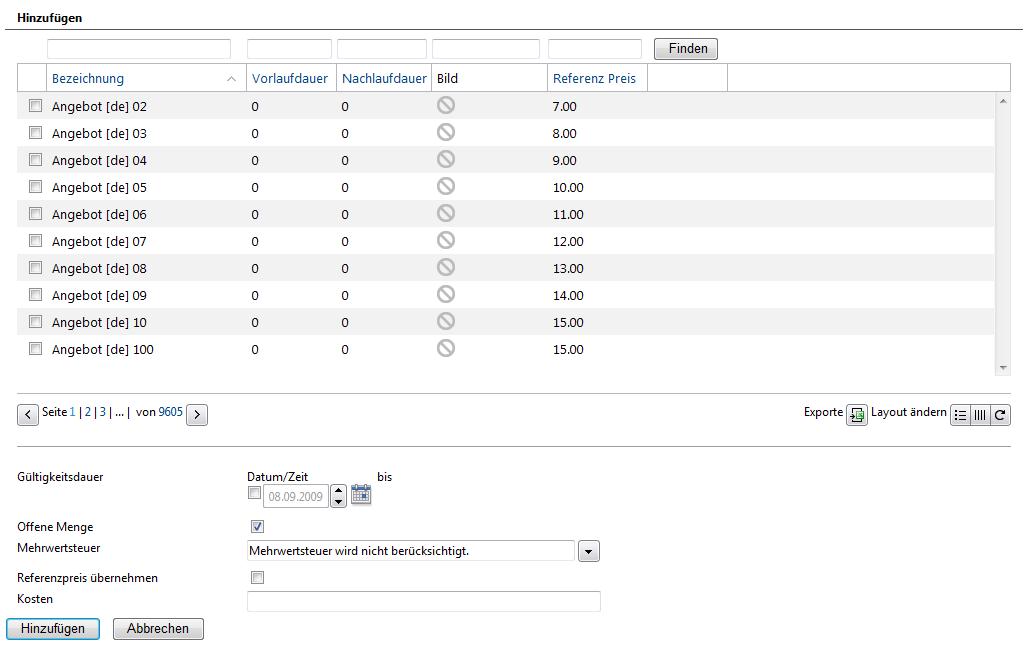 Hinzufügen
Finden
Bezeichnung Vorlaufdauer Nachlaufdauer Bild Referenz Preis
Angebot [de] 02 0 0 7.00
Angebot [de] 03 0 0 8.00
Angebot [de] 04 0 0 9.00
Angebot [de] 05 0 0 10.00
Angebot [de] 06 0 0 11.00
Angebot [de] 07 0 0 12.00
Angebot [de] 08 0 0 13.00
Angebot [de] 09 0 0 14.00
Angebot [de] 10 0 0 15.00
Angebot [de] 100 0 0 15.00
Seite 1 | 2 | 3 | ... | von 9605 Exporte Layout ändern
Gültigkeitsdauer Datum/Zeit bis
08.09.2009
Offene Menge
Mehrwertsteuer Mehrwertsteuer wird nicht berücksichtigt.
Referenzpreis übernehmen
Kosten
Hinzufügen Abbrechen